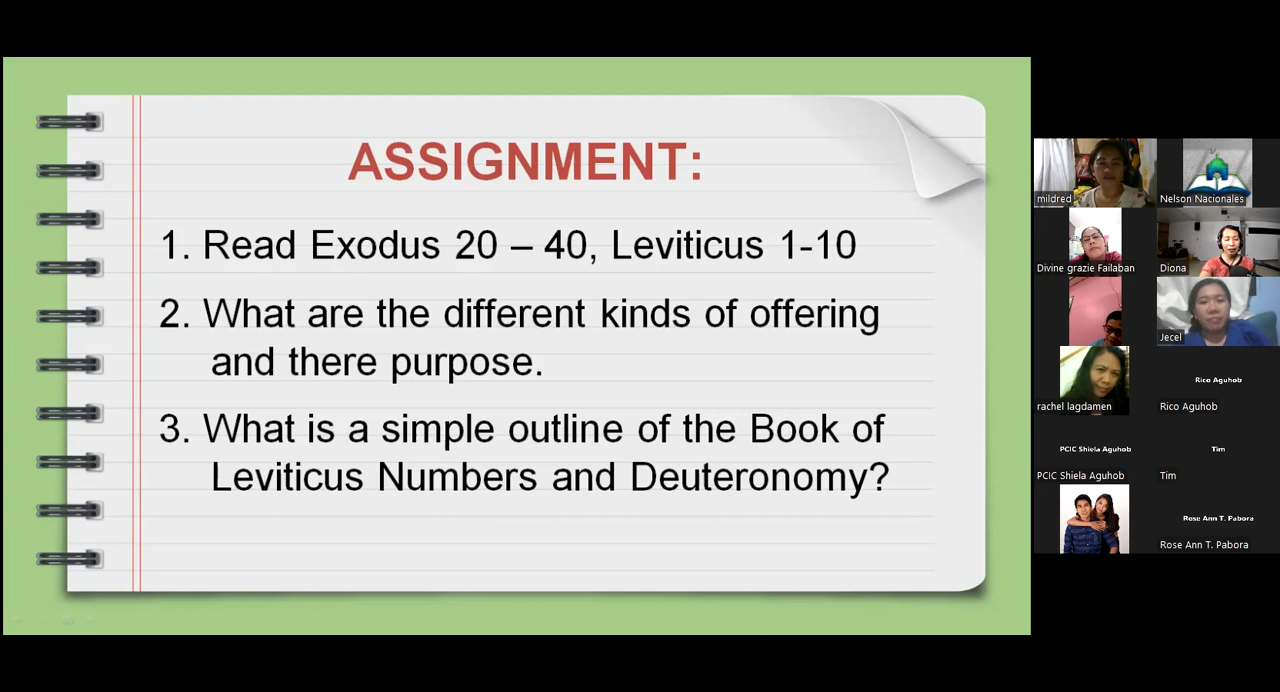 ASSIGNMENT:
1. Read Exodus 20 – 40, Leviticus 1-10
2. What are the different kinds of offering
and there purpose.
3. What is a simple outline of the Book of
Leviticus Numbers and Deuteronomy?
mildred
Nelson Nacionales
Divine grazie Failaban
Diona
Jecel
rachel lagdamen
Rico Aguhob
Rico Aguhob
PCIC Shiela Aguhob
PCIC Shiela Aguhob
Tim
Tim
Rose Ann T. Pabora
Rose Ann T. Pabora